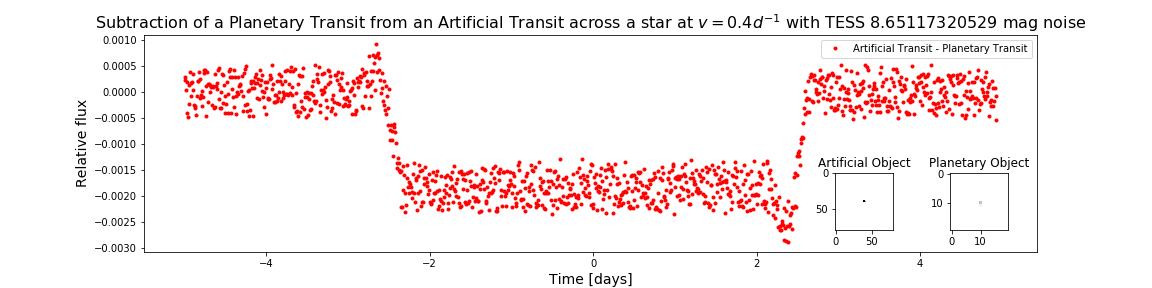 Subtraction of a Planetary Transit from an Artificial Transit across a star at v = 0.4d⁻¹ with TESS 8.65117320529 mag noise
Artificial Transit - Planetary Transit
Relative flux
0.0010
0.0005
0.0000
−0.0005
−0.0010
−0.0015
−0.0020
−0.0025
−0.0030
Artificial Object
0
50
0 50
Planetary Object
0
10
0 10
−4 −2 0 2 4
Time [days]